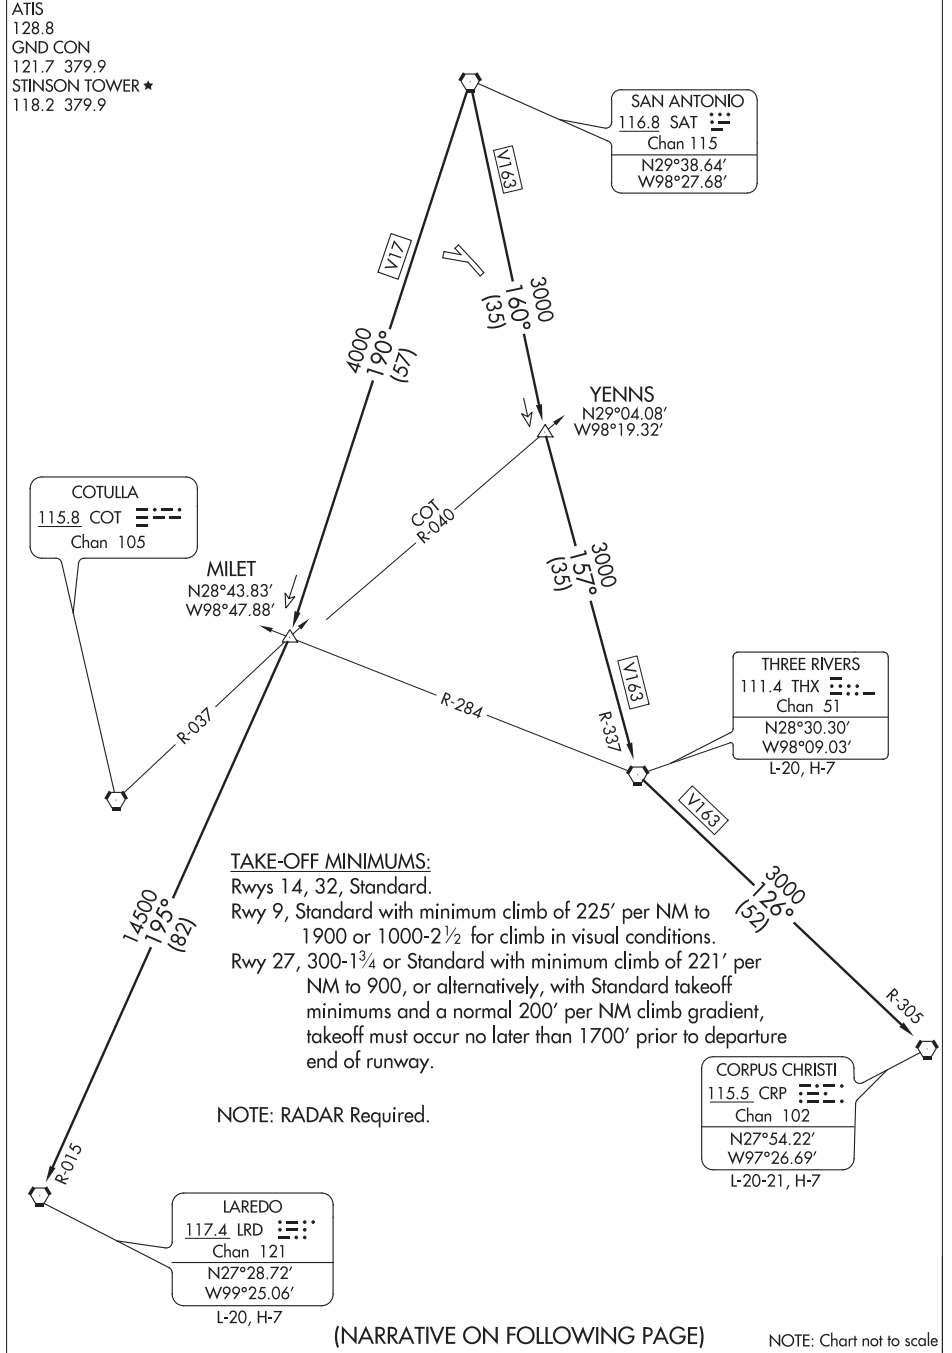 ATIS
128.8
GND CON
121.7 379.9
STINSON TOWER ★
118.2 379.9
SAN ANTONIO
116.8 SAT
Chan 115
N29°38.64'
W98°27.68'
V163
V17
3000
160°
(35)
4000
190°
(57)
YENNS
N29°04.08'
W98°19.32'
COTULLA
115.8 COT
Chan 105
COT
R-040
MILET
N28°43.83'
W98°47.88'
3000
157°
(35)
V163
R-337
THREE RIVERS
111.4 THX
Chan 51
N28°30.30'
W98°09.03'
L-20, H-7
R-284
R-037
V163
TAKE-OFF MINIMUMS:
Rwys 14, 32, Standard.
Rwy 9, Standard with minimum climb of 225' per NM to
1900 or 1000-2½ for climb in visual conditions.
Rwy 27, 300-1¾ or Standard with minimum climb of 221' per
NM to 900, or alternatively, with Standard takeoff
minimums and a normal 200' per NM climb gradient,
takeoff must occur no later than 1700' prior to departure
end of runway.
14500
195°
(82)
3000
126°
(52)
R-305
CORPUS CHRISTI
115.5 CRP
Chan 102
N27°54.22'
W97°26.69'
L-20-21, H-7
NOTE: RADAR Required.
R-015
LAREDO
117.4 LRD
Chan 121
N27°28.72'
W99°25.06'
L-20, H-7
(NARRATIVE ON FOLLOWING PAGE)
NOTE: Chart not to scale